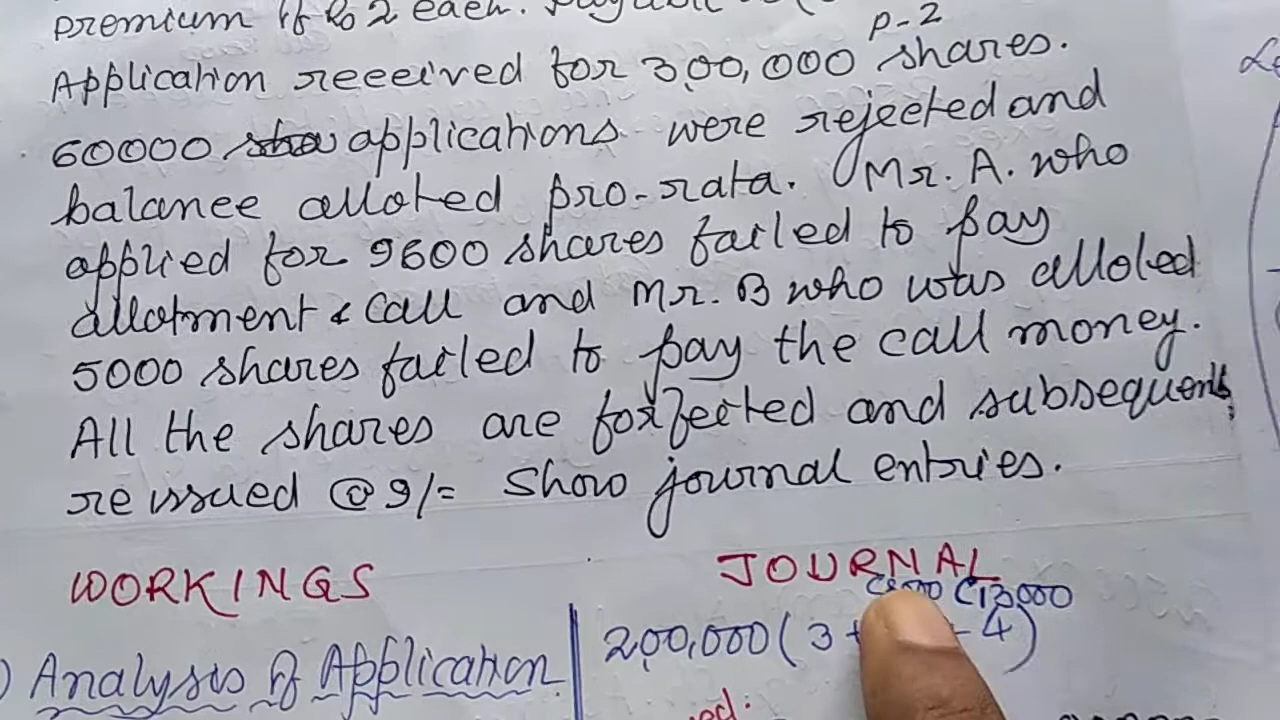 premium of Rs 2 each.
p-2
Application received for 3,00,000 shares.
60000 applications were rejected and
balance alloted pro-rata. Mr. A. who
applied for 9600 shares failed to pay
allotment & call and Mr. B who was alloted
5000 shares failed to pay the call money.
All the shares are forfeited and subsequently
reissued @ 9/= Show journal entries.
WORKINGS
JOURNAL
(13,000
200,000 (3+ - 4)
) Analysis of Application
ed: